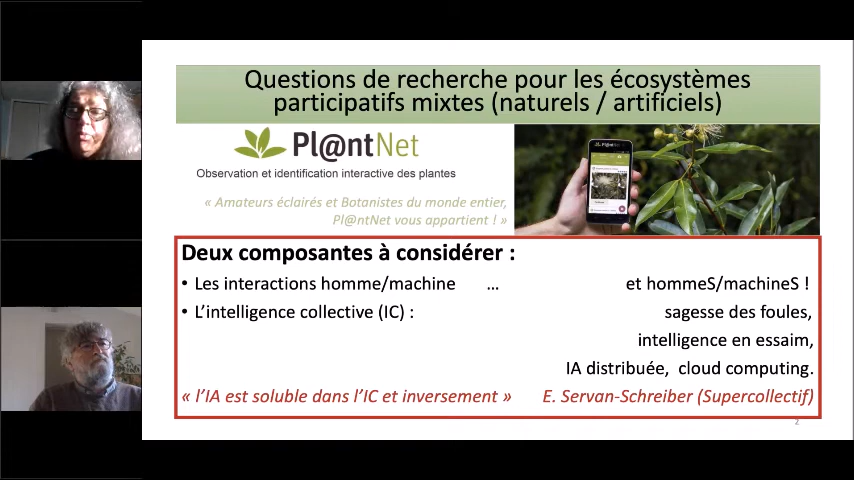 Questions de recherche pour les écosystèmes
participatifs mixtes (naturels / artificiels)
Pl@ntNet
Observation et identification interactive des plantes
« Amateurs éclairés et Botanistes du monde entier,
Pl@ntNet vous appartient ! »
Pl@ntNet
Deux composantes à considérer :
• Les interactions homme/machine … et hommeS/machineS !
• L’intelligence collective (IC) : sagesse des foules,
intelligence en essaim,
IA distribuée, cloud computing.
« l’IA est soluble dans l’IC et inversement » E. Servan-Schreiber (Supercollectif)
2